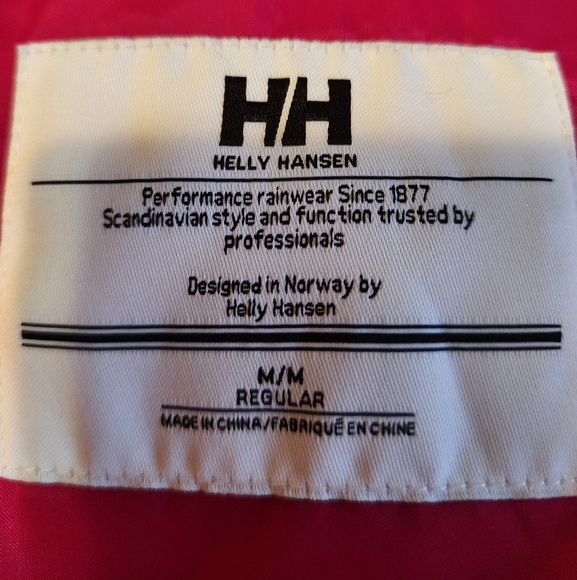 HH
HELLY HANSEN
Performance rainwear Since 1877
Scandinavian style and function trusted by
professionals
Designed in Norway by
Helly Hansen
M/M
REGULAR
MADE IN CHINA/FABRIQUÉ EN CHINE